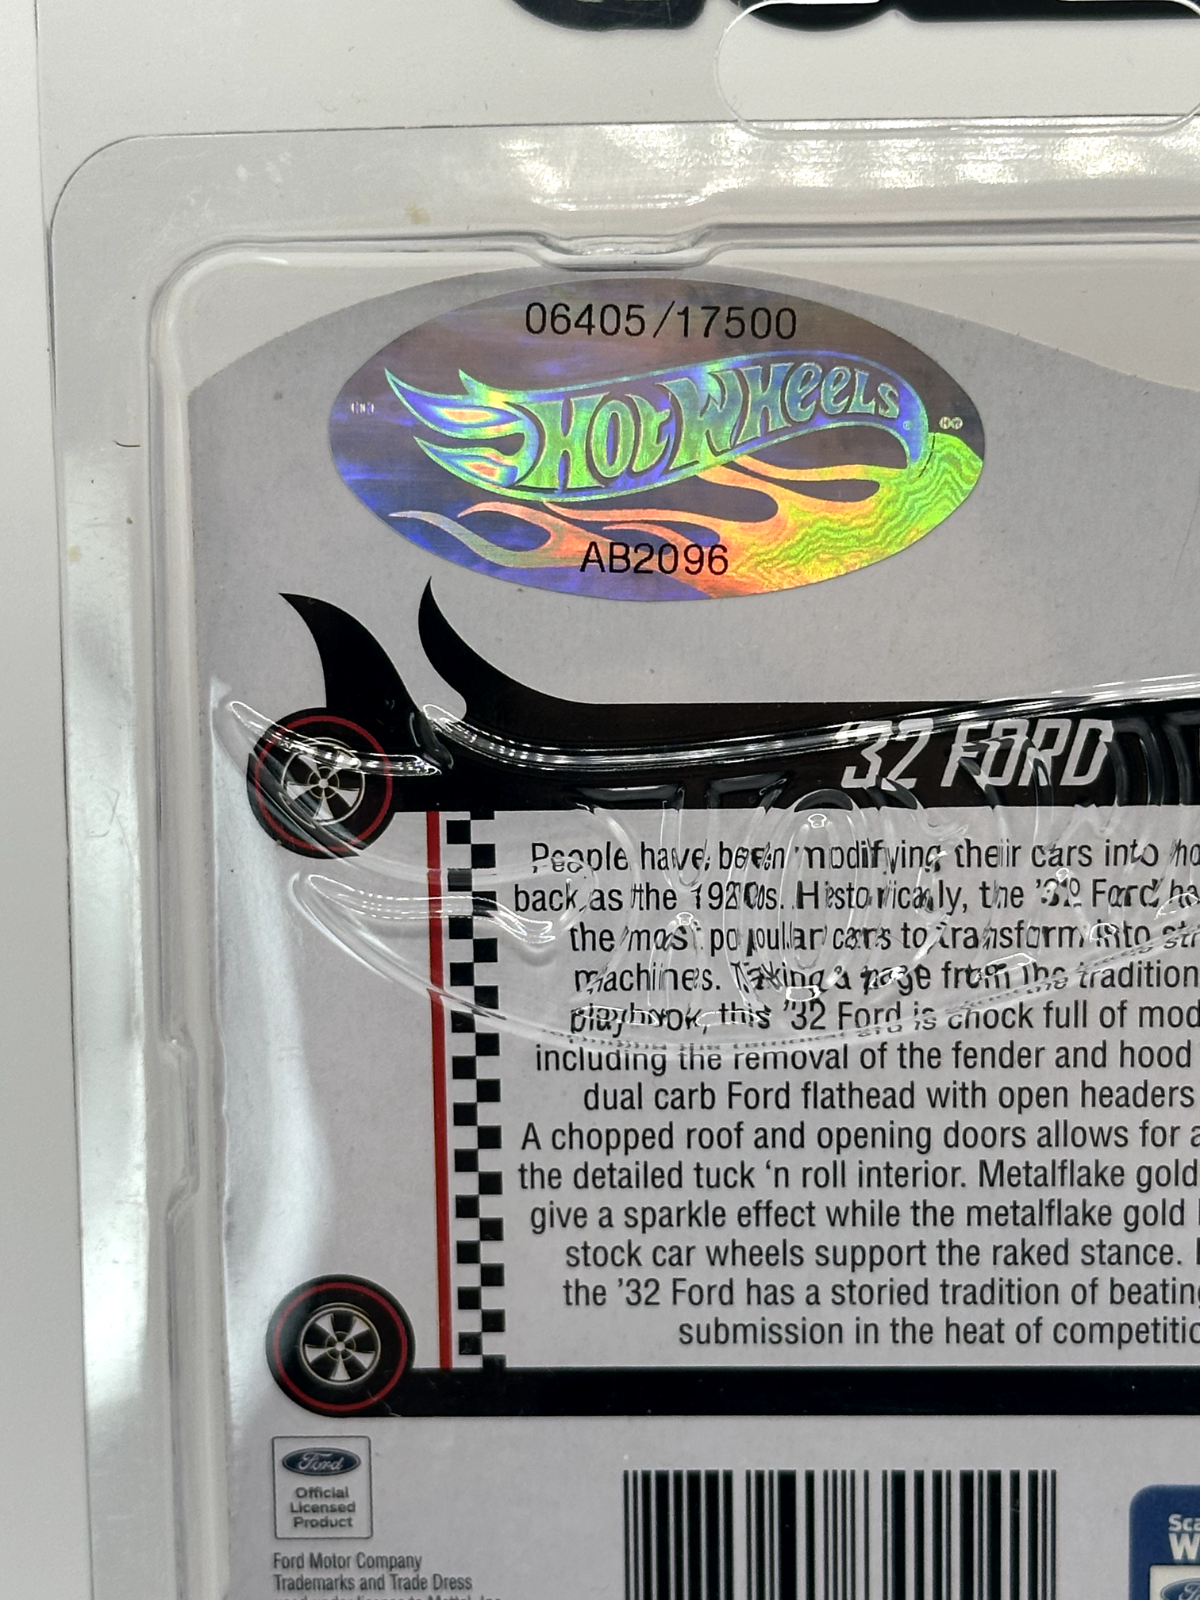 06405/17500
HOT WHEELS
AB2096
'32 FORD
People have been modifying their cars into
back as the 1920s. Historically, the '32 Ford ha
the most popular cars to transform into str
machines. Taking a page from the tradition
playbook, this '32 Ford is chock full of mod
including the removal of the fender and hood
dual carb Ford flathead with open headers
A chopped roof and opening doors allows for a
the detailed tuck 'n roll interior. Metalflake gold
give a sparkle effect while the metalflake gold
stock car wheels support the raked stance.
the '32 Ford has a storied tradition of beating
submission in the heat of competitio
Ford
Official
Licensed
Product
Ford Motor Company
Trademarks and Trade Dress
Sca
W